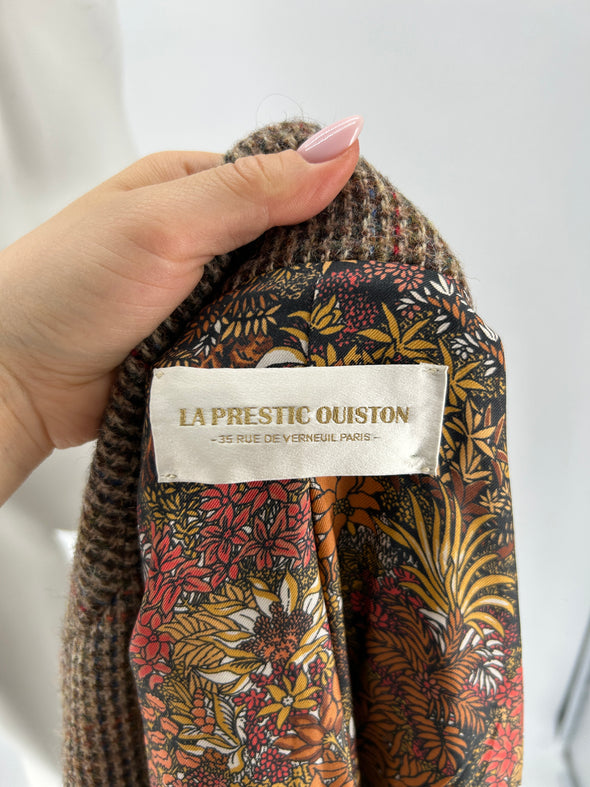 LA PRESTIC OUISTON
- 35 RUE DE VERNEUIL PARIS -